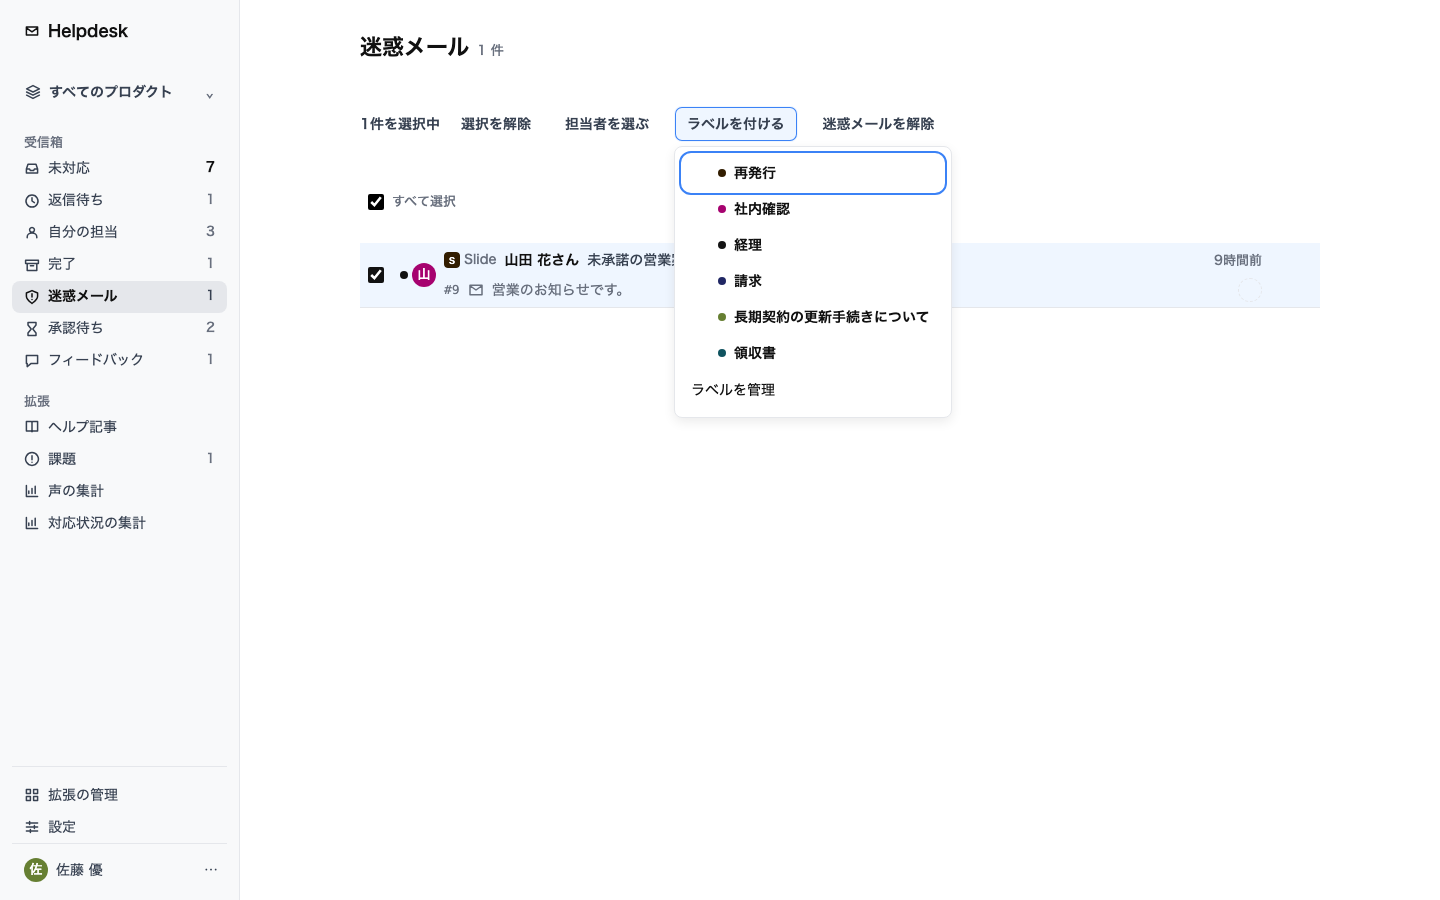 Helpdesk
すべてのプロダクト
受信箱
未対応 7
返信待ち 1
自分の担当 3
完了 1
迷惑メール 1
承認待ち 2
フィードバック 1
拡張
ヘルプ記事
課題 1
声の集計
対応状況の集計
拡張の管理
設定
佐 佐藤 優 …
迷惑メール 1 件
1件を選択中 選択を解除 担当者を選ぶ ラベルを付ける 迷惑メールを解除
すべて選択
山 s Slide 山田 花さん 未承諾の営業 9時間前
#9 営業のお知らせです。
再発行
社内確認
経理
請求
長期契約の更新手続きについて
領収書
ラベルを管理